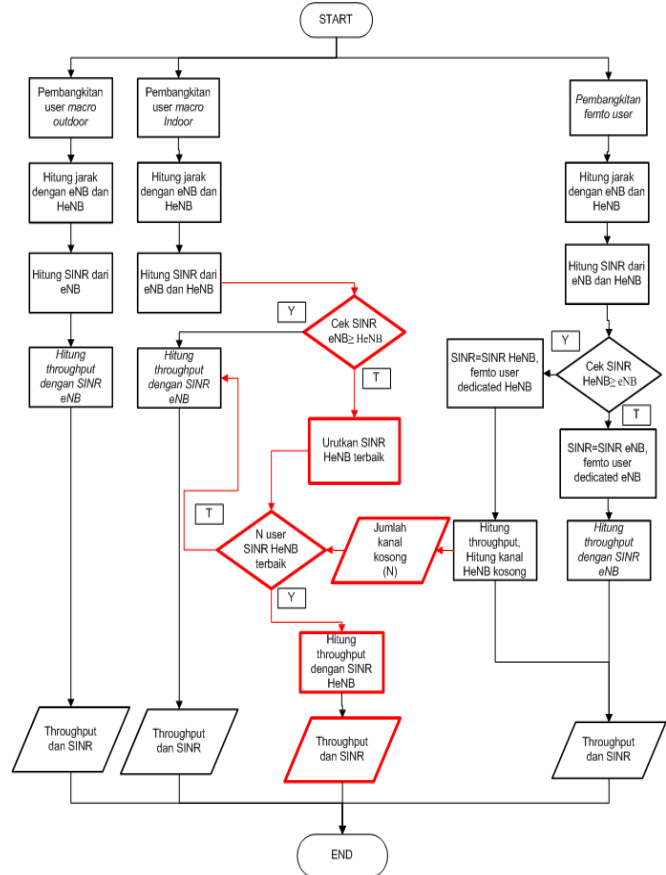 START
Pembangkitan
user macro
outdoor
Pembangkitan
user macro
Indoor
Pembangkitan
femto user
Hitung jarak
dengan eNB dan
HeNB
Hitung jarak
dengan eNB dan
HeNB
Hitung jarak
dengan eNB dan
HeNB
Hitung SINR dari
eNB
Hitung SINR dari
eNB dan HeNB
Hitung SINR dari
eNB dan HeNB
Y
Cek SINR
eNB≥ HeNB
T
Hitung
throughput
dengan SINR
eNB
Hitung
throughput
dengan SINR
eNB
SINR=SINR HeNB,
femto user
dedicated HeNB
Y
Cek SINR
HeNB≥ eNB
T
Urutkan SINR
HeNB terbaik
SINR=SINR eNB,
femto user
dedicated eNB
T
N user
SINR HeNB
terbaik
Y
Jumlah
kanal
kosong
(N)
Hitung
throughput,
Hitung kanal
HeNB kosong
Hitung
throughput
dengan SINR
eNB
Hitung
throughput
dengan SINR
HeNB
Throughput
dan SINR
Throughput
dan SINR
Throughput
dan SINR
Throughput
dan SINR
END